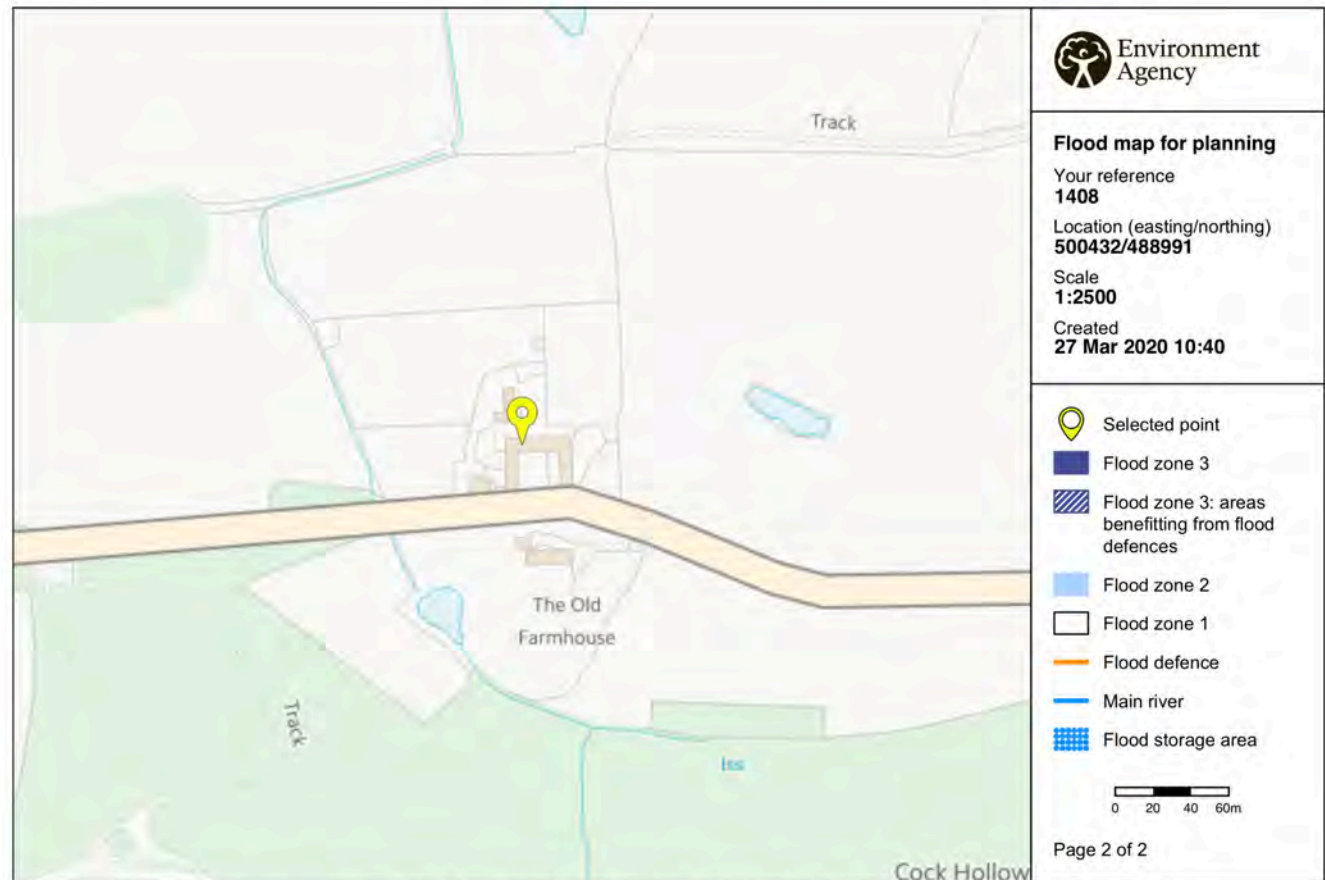 Track
The Old
Farmhouse
Track
Iss
Cock Hollow
Environment
Agency
Flood map for planning
Your reference
1408
Location (easting/northing)
500432/488991
Scale
1:2500
Created
27 Mar 2020 10:40
Selected point
Flood zone 3
Flood zone 3: areas
benefitting from flood
defences
Flood zone 2
Flood zone 1
Flood defence
Main river
Flood storage area
0 20 40 60m
Page 2 of 2